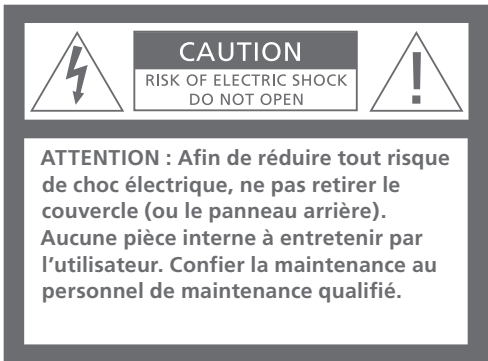 CAUTION
RISK OF ELECTRIC SHOCK
DO NOT OPEN
!
ATTENTION : Afin de réduire tout risque
de choc électrique, ne pas retirer le
couvercle (ou le panneau arrière).
Aucune pièce interne à entretenir par
l’utilisateur. Confier la maintenance au
personnel de maintenance qualifié.